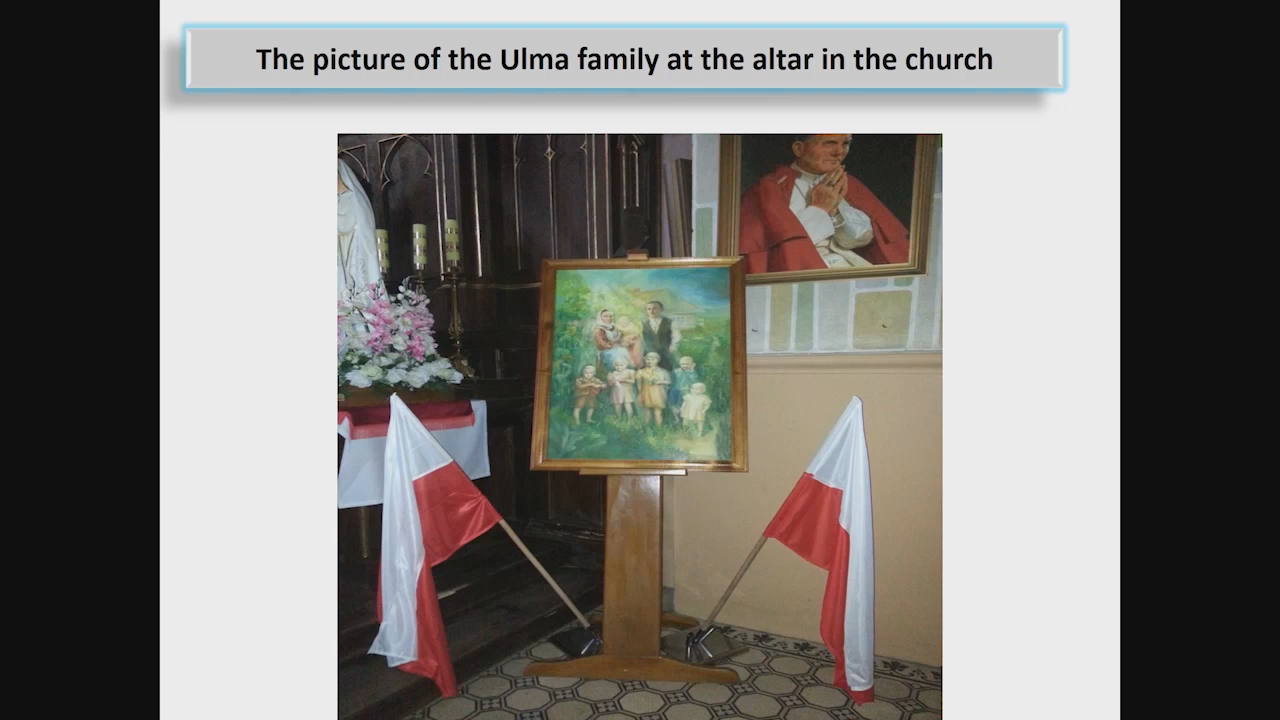 The picture of the Ulma family at the altar in the church